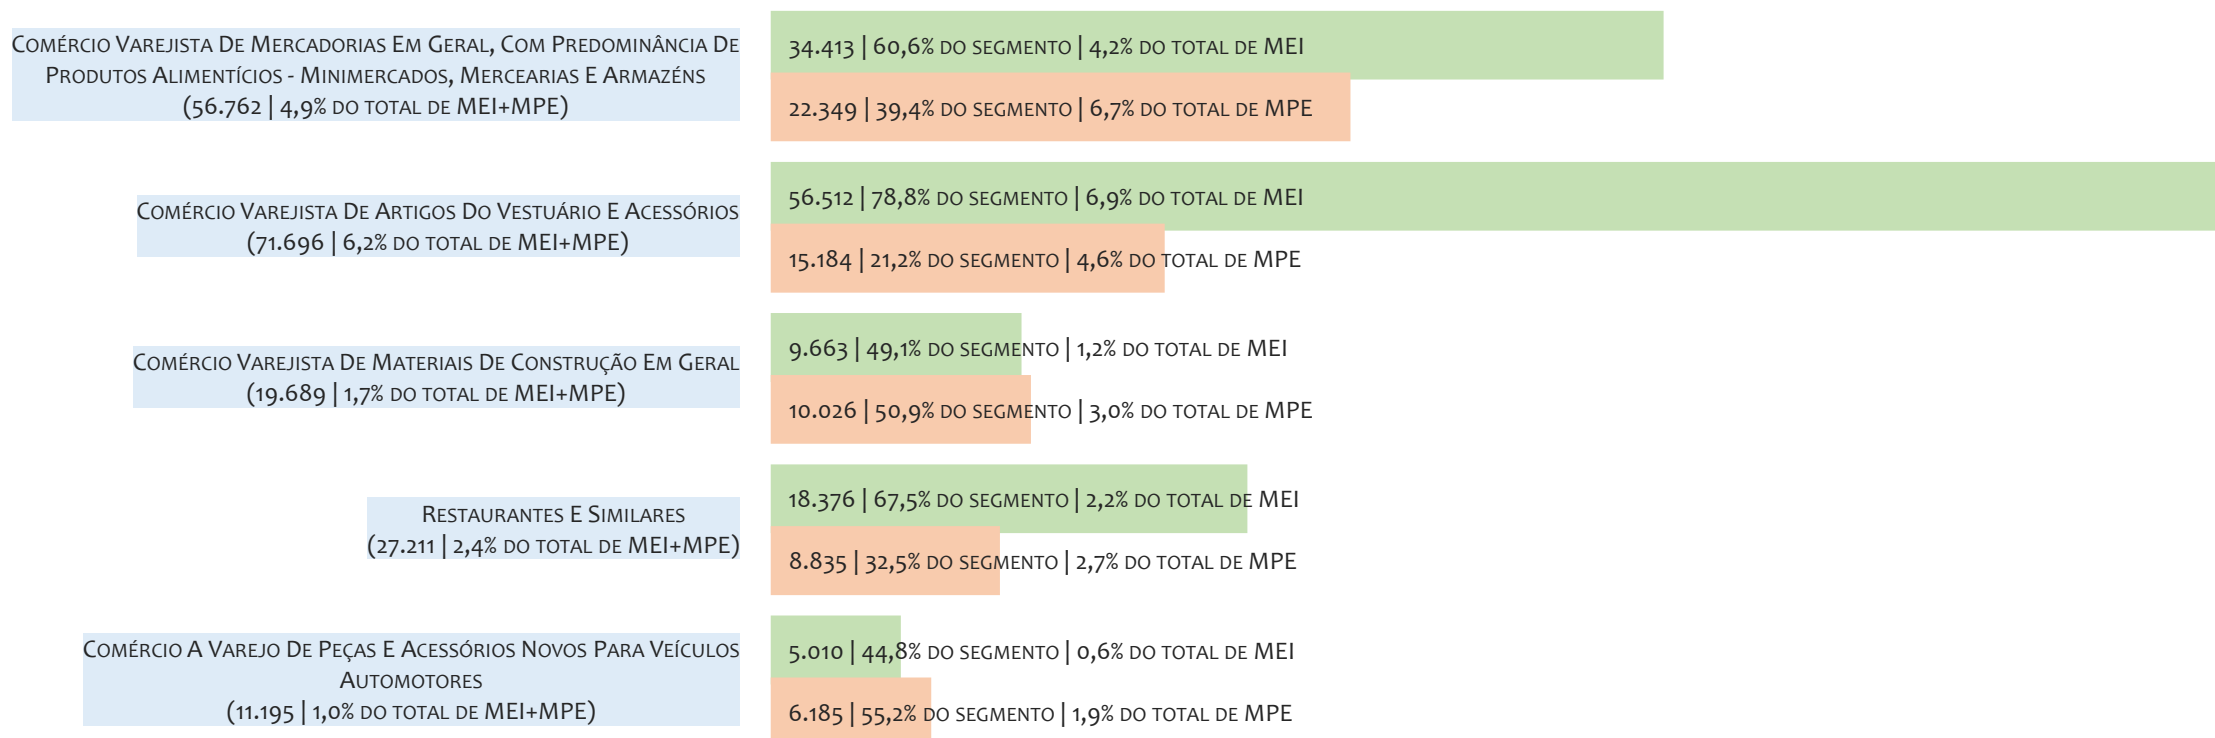 Comércio Varejista De Mercadorias Em Geral, Com Predominância De
Produtos Alimentícios - Minimercados, Mercearias E Armazéns
(56.762 | 4,9% do total de MEI+MPE)
34.413 | 60,6% do segmento | 4,2% do total de MEI
22.349 | 39,4% do segmento | 6,7% do total de MPE
Comércio Varejista De Artigos Do Vestuário E Acessórios
(71.696 | 6,2% do total de MEI+MPE)
56.512 | 78,8% do segmento | 6,9% do total de MEI
15.184 | 21,2% do segmento | 4,6% do total de MPE
Comércio Varejista De Materiais De Construção Em Geral
(19.689 | 1,7% do total de MEI+MPE)
9.663 | 49,1% do segmento | 1,2% do total de MEI
10.026 | 50,9% do segmento | 3,0% do total de MPE
Restaurantes E Similares
(27.211 | 2,4% do total de MEI+MPE)
18.376 | 67,5% do segmento | 2,2% do total de MEI
8.835 | 32,5% do segmento | 2,7% do total de MPE
Comércio A Varejo De Peças E Acessórios Novos Para Veículos
Automotores
(11.195 | 1,0% do total de MEI+MPE)
5.010 | 44,8% do segmento | 0,6% do total de MEI
6.185 | 55,2% do segmento | 1,9% do total de MPE